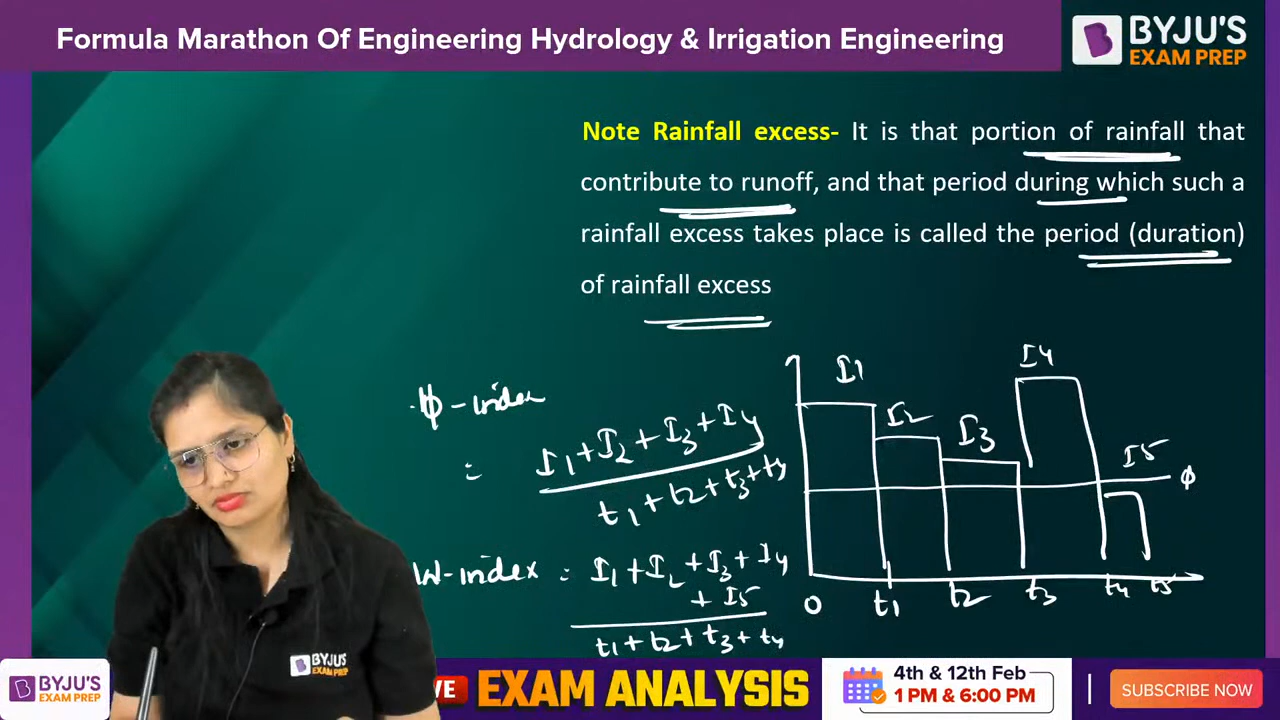 Formula Marathon Of Engineering Hydrology & Irrigation Engineering
BYJU'S
EXAM PREP
Note Rainfall excess- It is that portion of rainfall that
contribute to runoff, and that period during which such a
rainfall excess takes place is called the period (duration)
of rainfall excess
ϕ-index
= I1+I2+I3+I4
t1+t2+t3+t4
W-index = I1+I2+I3+I4
+I5
t1+t2+t3+t4
I1
I2
I3
I4
I5
ϕ
0 t1 t2 t3 t4 t5
BYJU'S
EXAM PREP
BYJU'S
EXAM PREP
VE
EXAM ANALYSIS
4th & 12th Feb
1 PM & 6:00 PM
SUBSCRIBE NOW